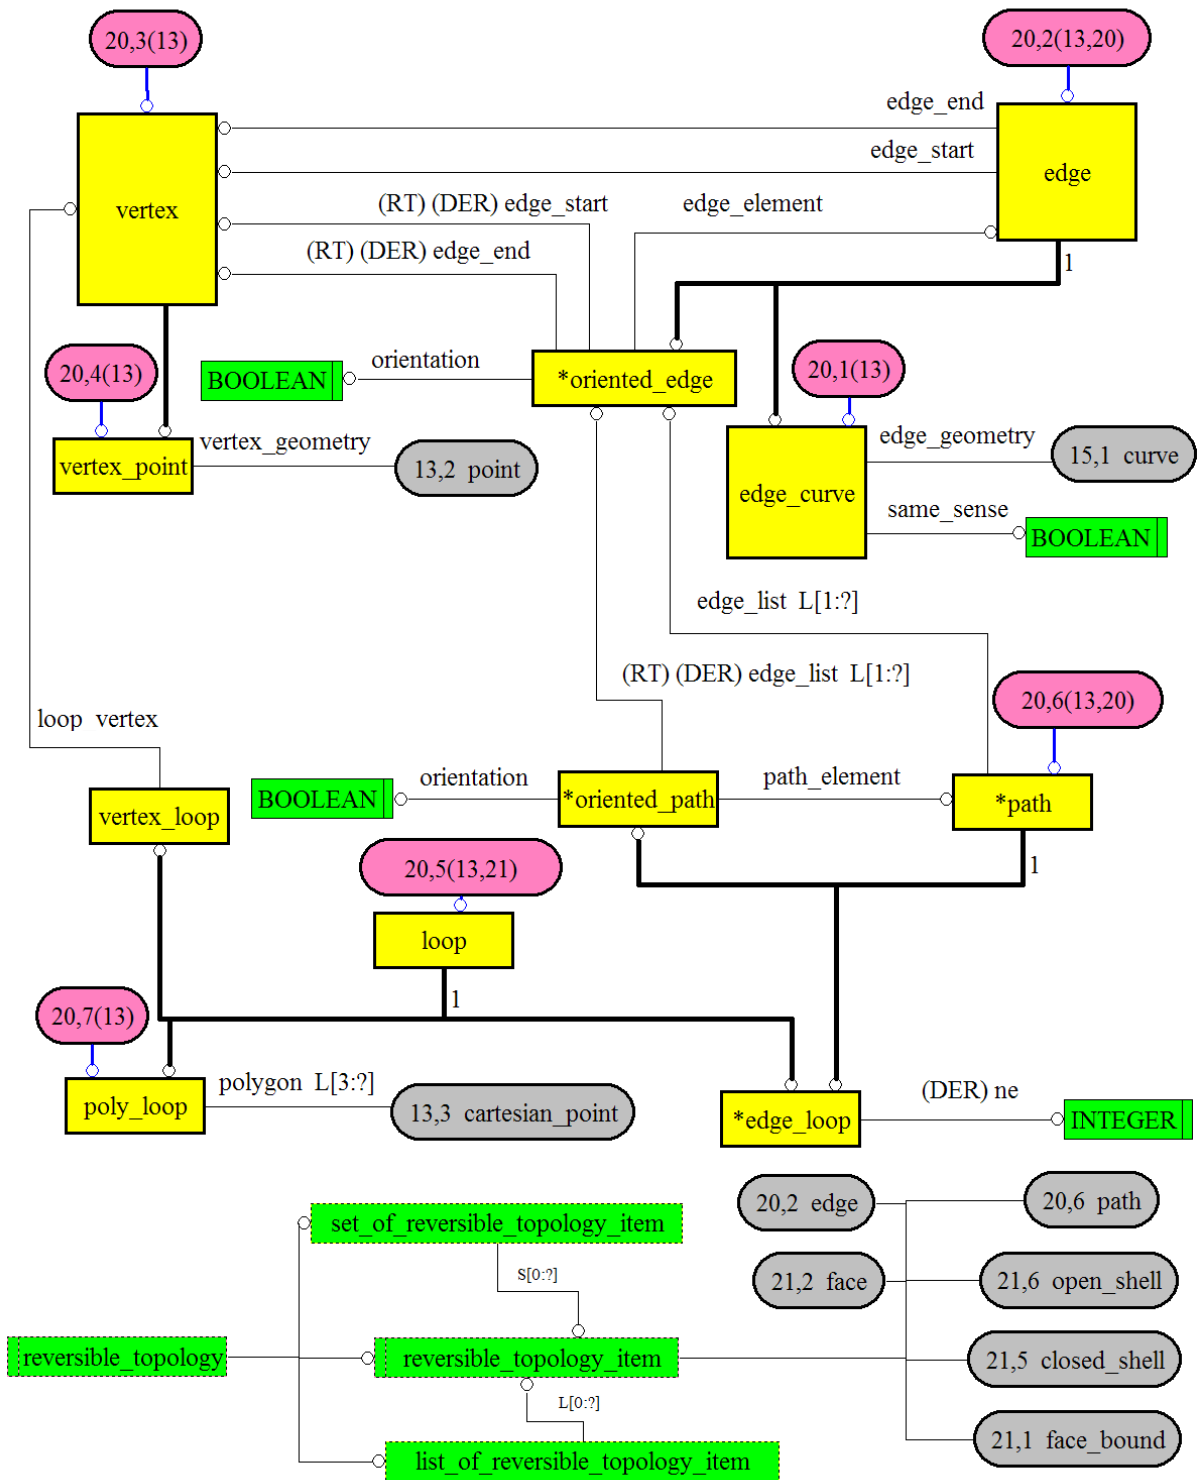 20,3(13)
20,2(13,20)
edge_end
edge_start
edge
vertex
(RT) (DER) edge_start
edge_element
(RT) (DER) edge_end
1
20,4(13)
orientation
BOOLEAN
*oriented_edge
20,1(13)
vertex_geometry
vertex_point
13,2 point
edge_geometry
15,1 curve
edge_curve
same_sense
BOOLEAN
edge_list L[1:?]
(RT) (DER) edge_list L[1:?]
20,6(13,20)
loop vertex
orientation
path_element
BOOLEAN
*oriented_path
*path
vertex_loop
20,5(13,21)
1
loop
1
20,7(13)
polygon L[3:?]
poly_loop
13,3 cartesian_point
(DER) ne
*edge_loop
INTEGER
20,2 edge
20,6 path
set_of_reversible_topology_item
S[0:?]
21,2 face
21,6 open_shell
reversible_topology
reversible_topology_item
21,5 closed_shell
L[0:?]
21,1 face_bound
list_of_reversible_topology_item